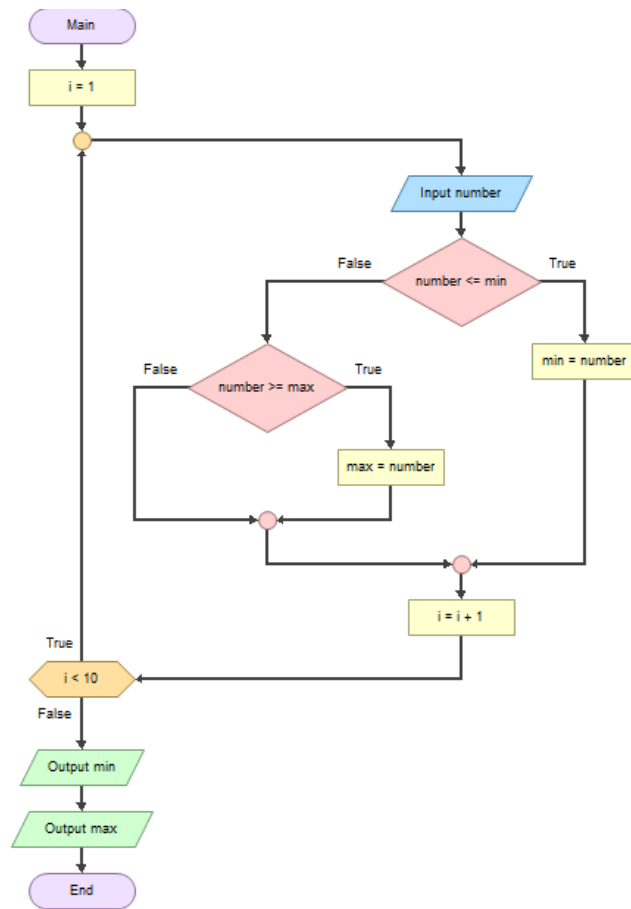 Main
i = 1
Input number
False
True
number <= min
False
True
min = number
number >= max
max = number
i = i + 1
True
i < 10
False
Output min
Output max
End